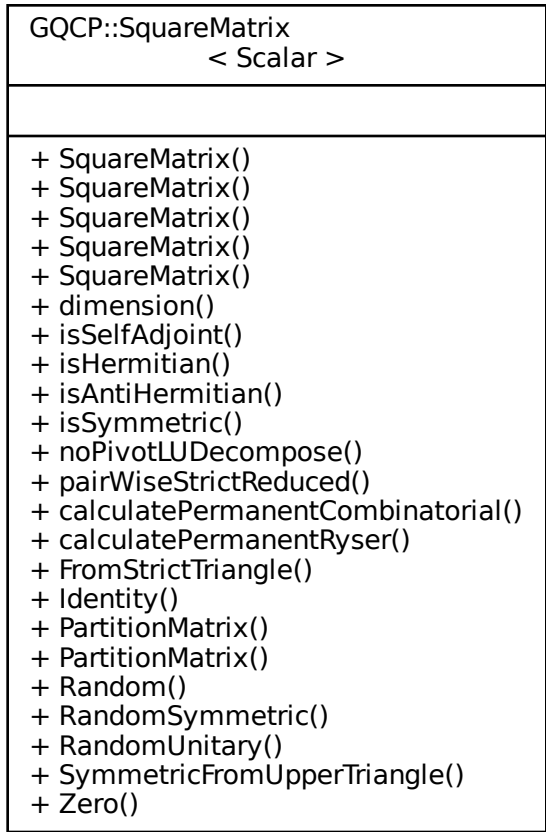 GQCP::SquareMatrix
< Scalar >
+ SquareMatrix()
+ SquareMatrix()
+ SquareMatrix()
+ SquareMatrix()
+ SquareMatrix()
+ dimension()
+ isSelfAdjoint()
+ isHermitian()
+ isAntiHermitian()
+ isSymmetric()
+ noPivotLUDecompose()
+ pairWiseStrictReduced()
+ calculatePermanentCombinatorial()
+ calculatePermanentRyser()
+ FromStrictTriangle()
+ Identity()
+ PartitionMatrix()
+ PartitionMatrix()
+ Random()
+ RandomSymmetric()
+ RandomUnitary()
+ SymmetricFromUpperTriangle()
+ Zero()